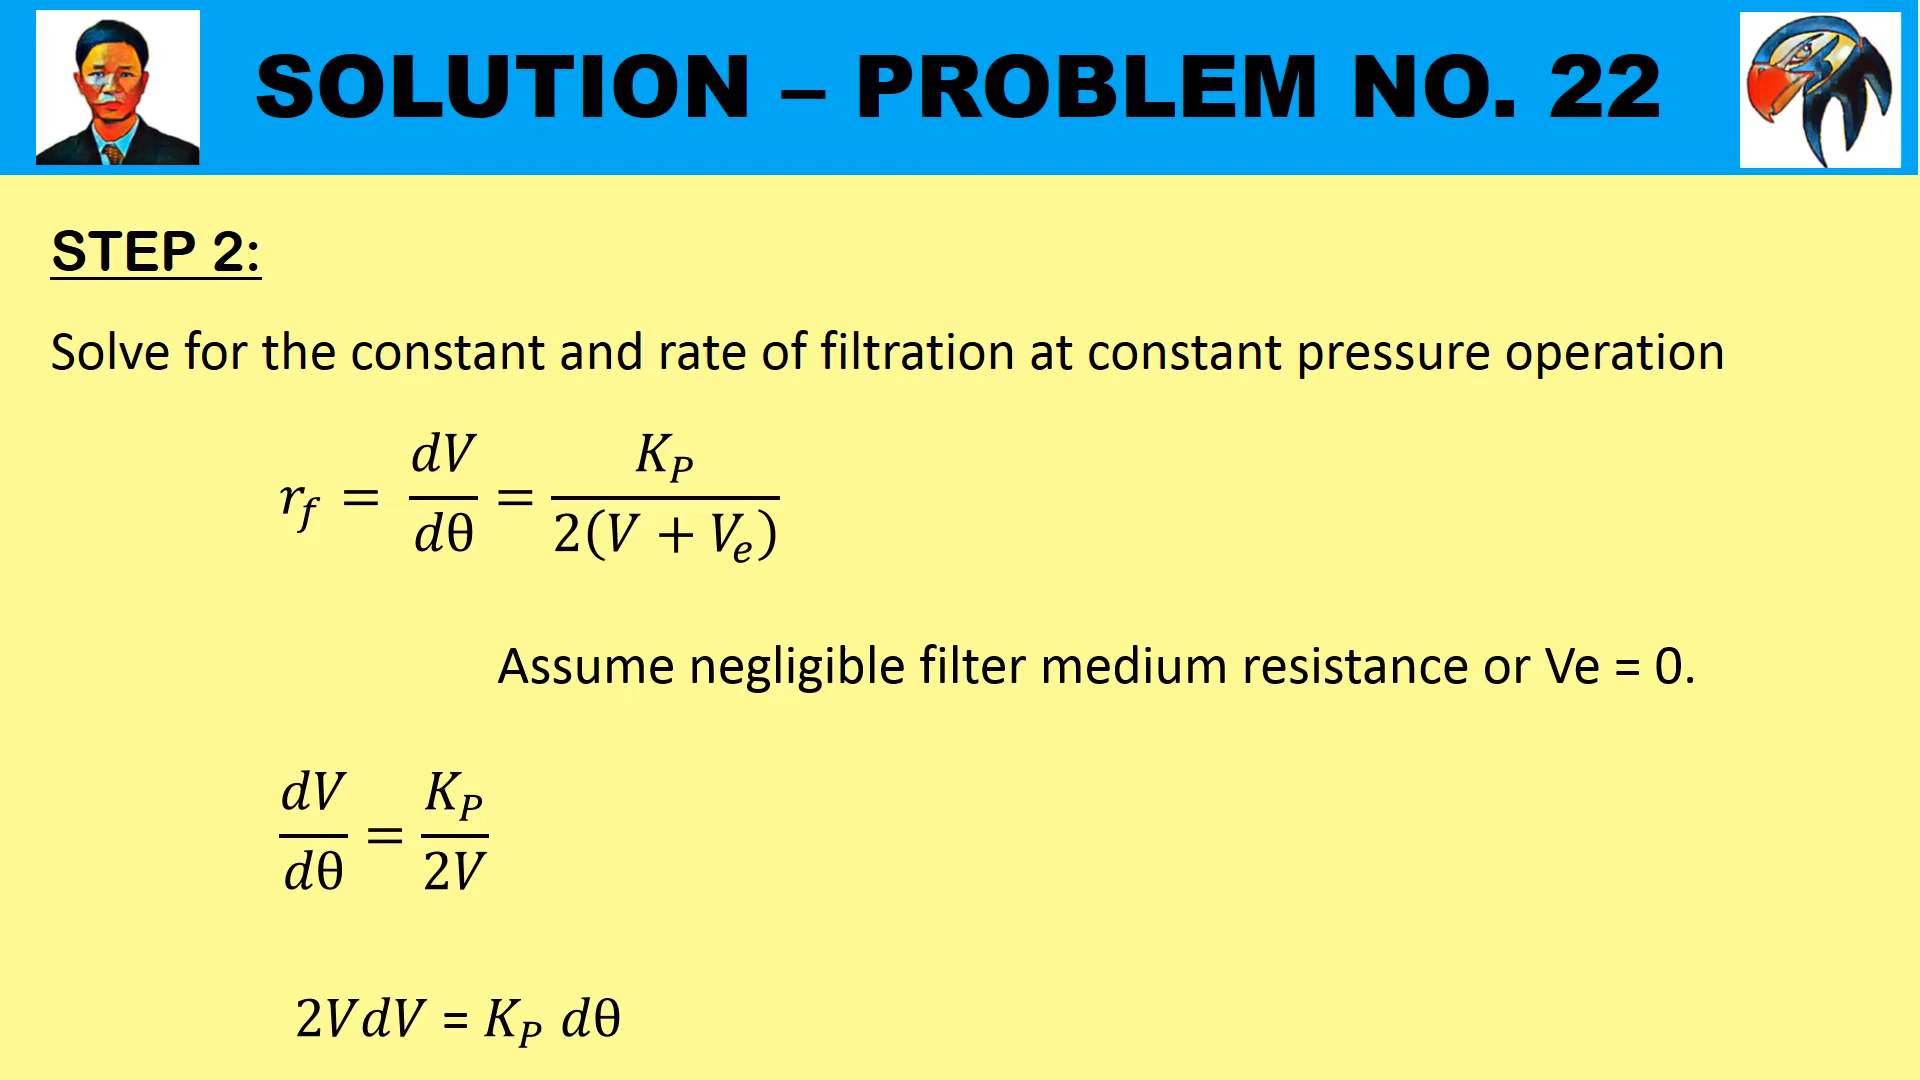 SOLUTION – PROBLEM NO. 22
STEP 2:
Solve for the constant and rate of filtration at constant pressure operation
r_f = dV/dθ = K_P/2(V + V_e)
Assume negligible filter medium resistance or Ve = 0.
dV/dθ = K_P/2V
2VdV = K_P dθ